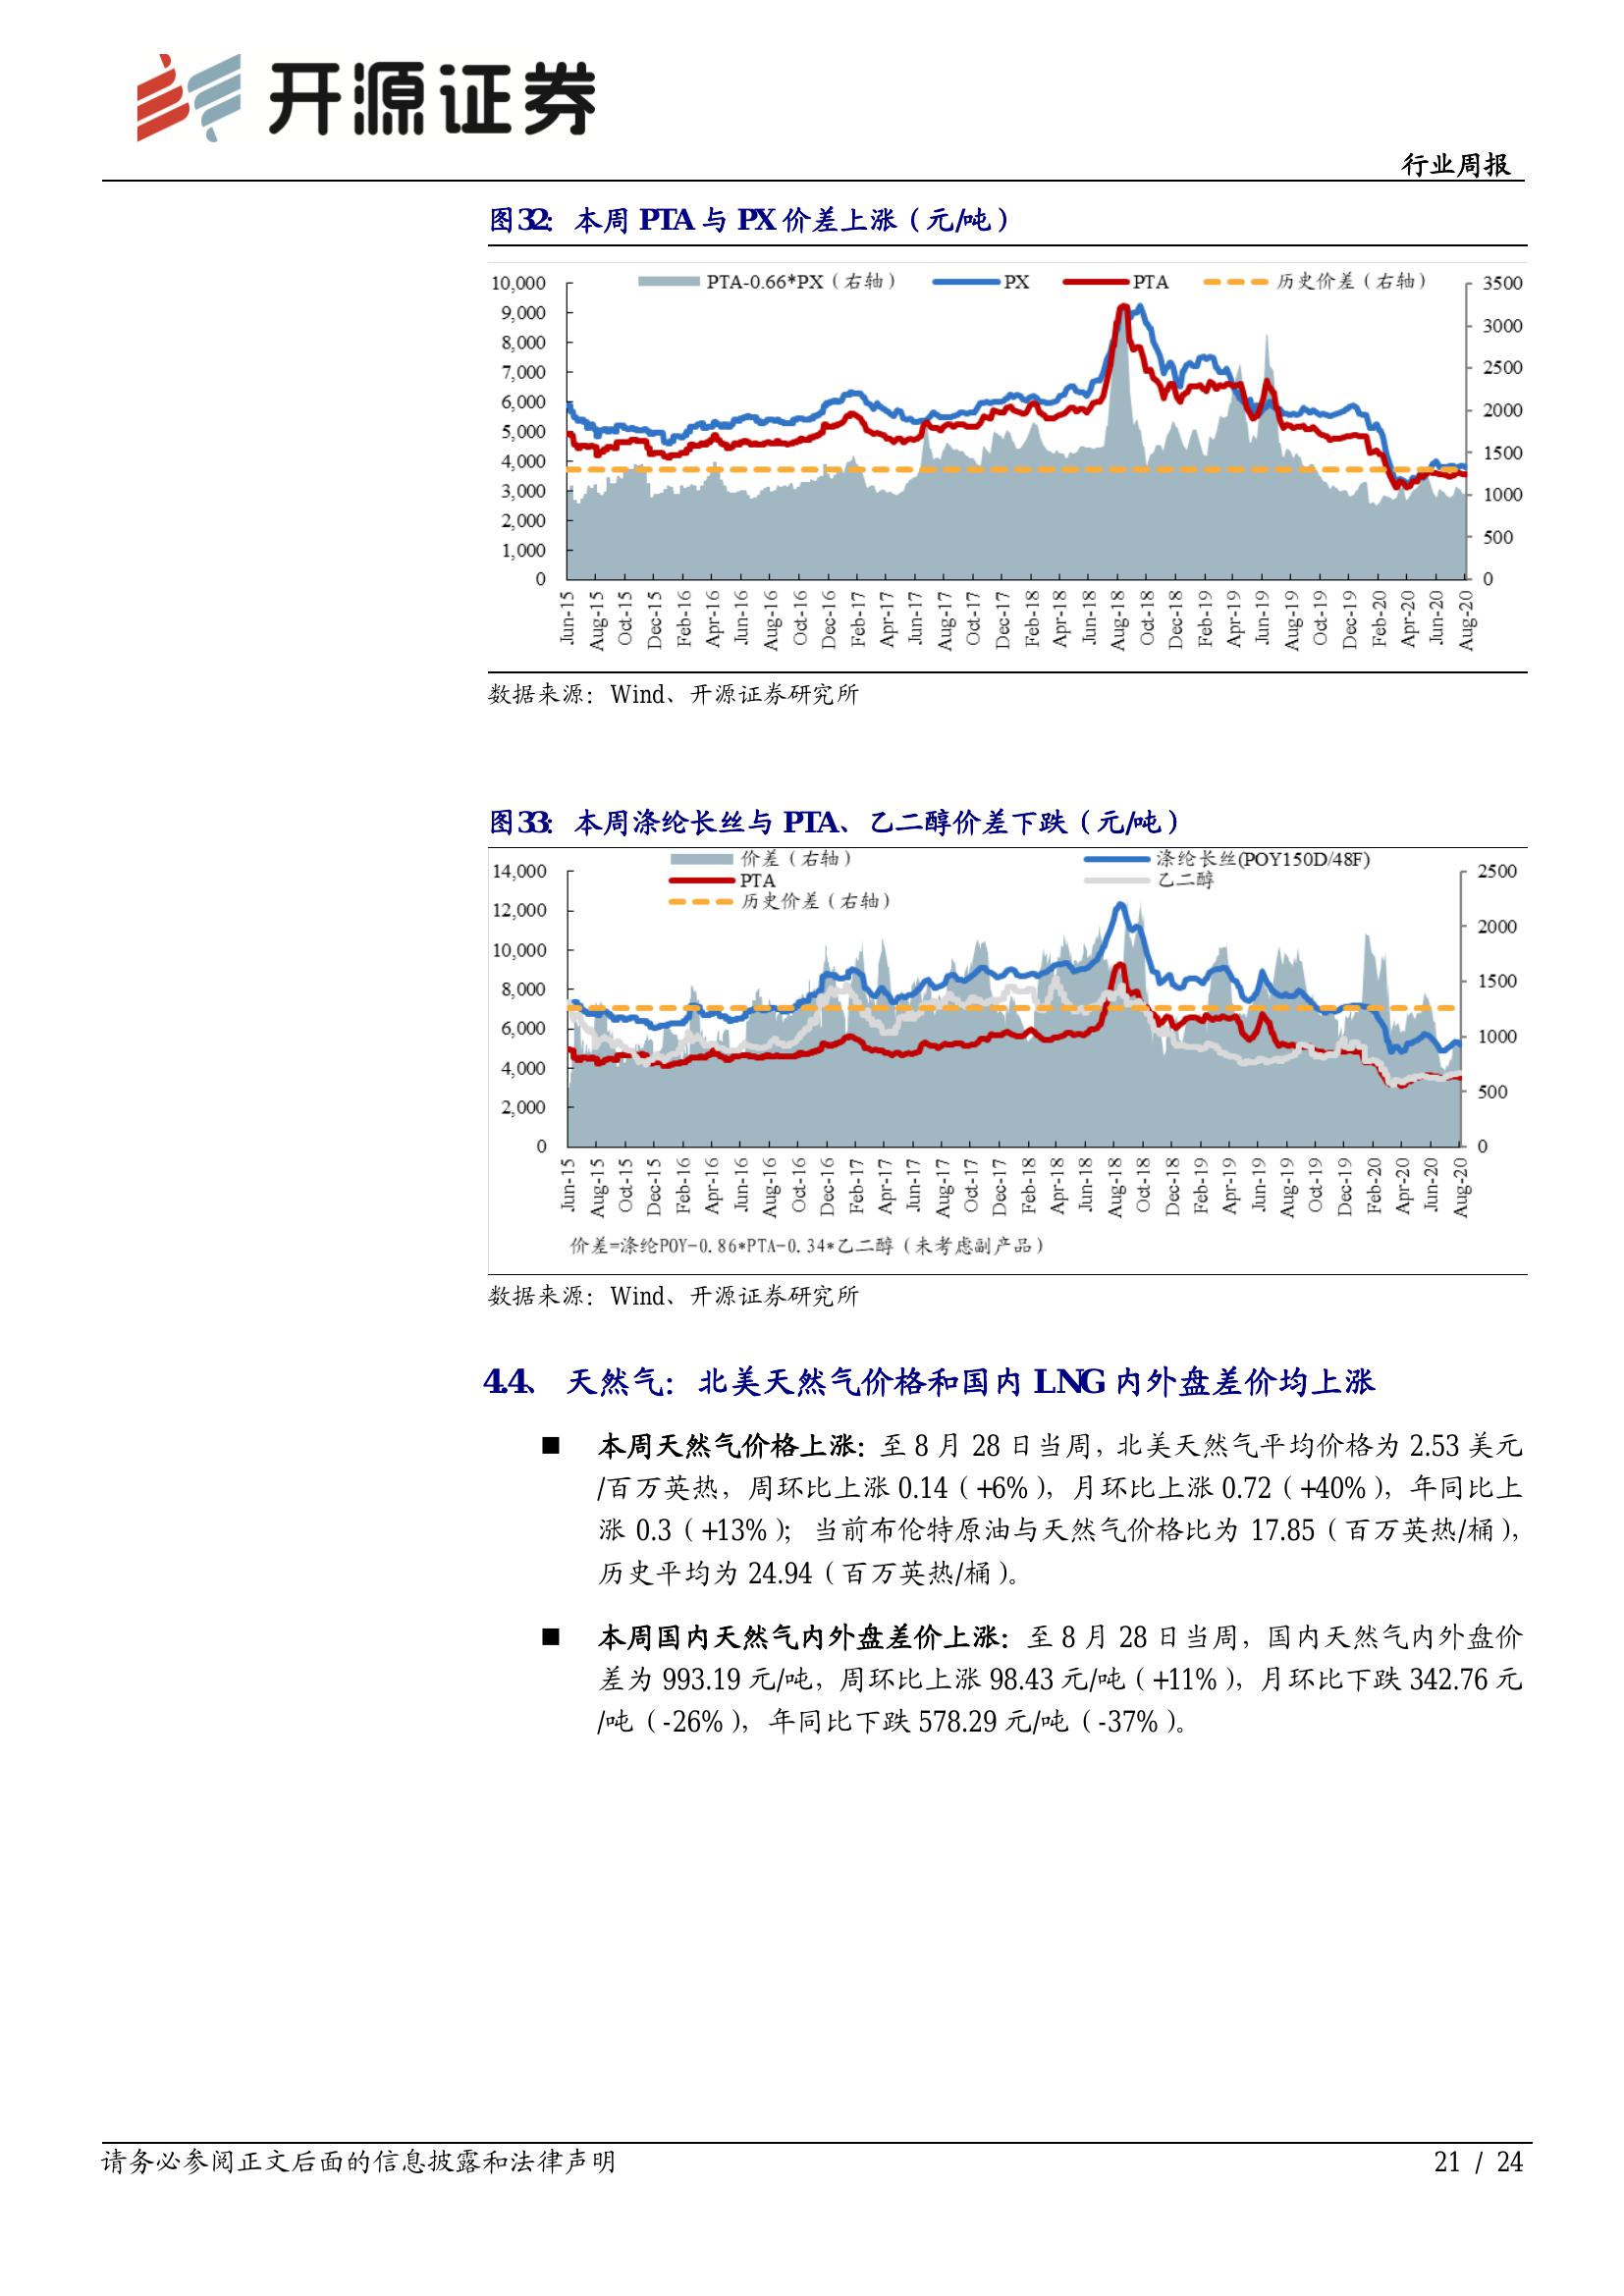 开源证券
行业周报
图32：本周 PTA 与 PX 价差上涨（元/吨）
PTA-0.66*PX（右轴） PX PTA 历史价差（右轴）
10,000 3500
9,000 3000
8,000 2500
7,000 2000
6,000 1500
5,000 1000
4,000 500
3,000 0
2,000
1,000
0
Jun-15 Aug-15 Oct-15 Dec-15 Feb-16 Apr-16 Jun-16 Aug-16 Oct-16 Dec-16 Feb-17 Apr-17 Jun-17 Aug-17 Oct-17 Dec-17 Feb-18 Apr-18 Jun-18 Aug-18 Oct-18 Dec-18 Feb-19 Apr-19 Jun-19 Aug-19 Oct-19 Dec-19 Feb-20 Apr-20 Jun-20 Aug-20
数据来源：Wind、开源证券研究所
图33：本周涤纶长丝与 PTA、乙二醇价差下跌（元/吨）
价差（右轴） 涤纶长丝(POY150D/48F)
PTA 乙二醇
历史价差（右轴）
14,000 2500
12,000 2000
10,000 1500
8,000 1000
6,000 500
4,000 0
2,000
0
Jun-15 Aug-15 Oct-15 Dec-15 Feb-16 Apr-16 Jun-16 Aug-16 Oct-16 Dec-16 Feb-17 Apr-17 Jun-17 Aug-17 Oct-17 Dec-17 Feb-18 Apr-18 Jun-18 Aug-18 Oct-18 Dec-18 Feb-19 Apr-19 Jun-19 Aug-19 Oct-19 Dec-19 Feb-20 Apr-20 Jun-20 Aug-20
价差=涤纶POY-0.86*PTA-0.34*乙二醇（未考虑副产品）
数据来源：Wind、开源证券研究所
4.4、 天然气：北美天然气价格和国内 LNG 内外盘差价均上涨
■ 本周天然气价格上涨：至 8 月 28 日当周，北美天然气平均价格为 2.53 美元
/百万英热，周环比上涨 0.14（+6%），月环比上涨 0.72（+40%），年同比上
涨 0.3（+13%）；当前布伦特原油与天然气价格比为 17.85（百万英热/桶），
历史平均为 24.94（百万英热/桶）。
■ 本周国内天然气内外盘差价上涨：至 8 月 28 日当周，国内天然气内外盘价
差为 993.19 元/吨，周环比上涨 98.43 元/吨（+11%），月环比下跌 342.76 元
/吨（-26%），年同比下跌 578.29 元/吨（-37%）。
请务必参阅正文后面的信息披露和法律声明 21 / 24